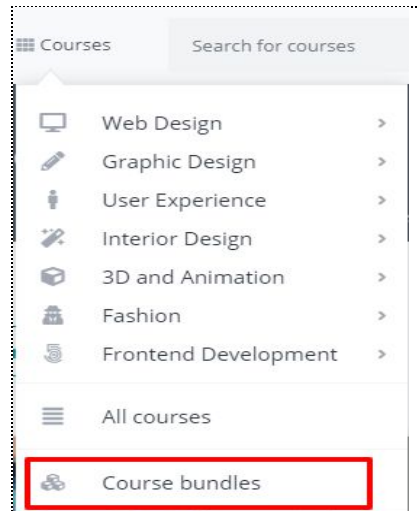 Courses Search for courses
Web Design
Graphic Design
User Experience
Interior Design
3D and Animation
Fashion
Frontend Development
All courses
Course bundles